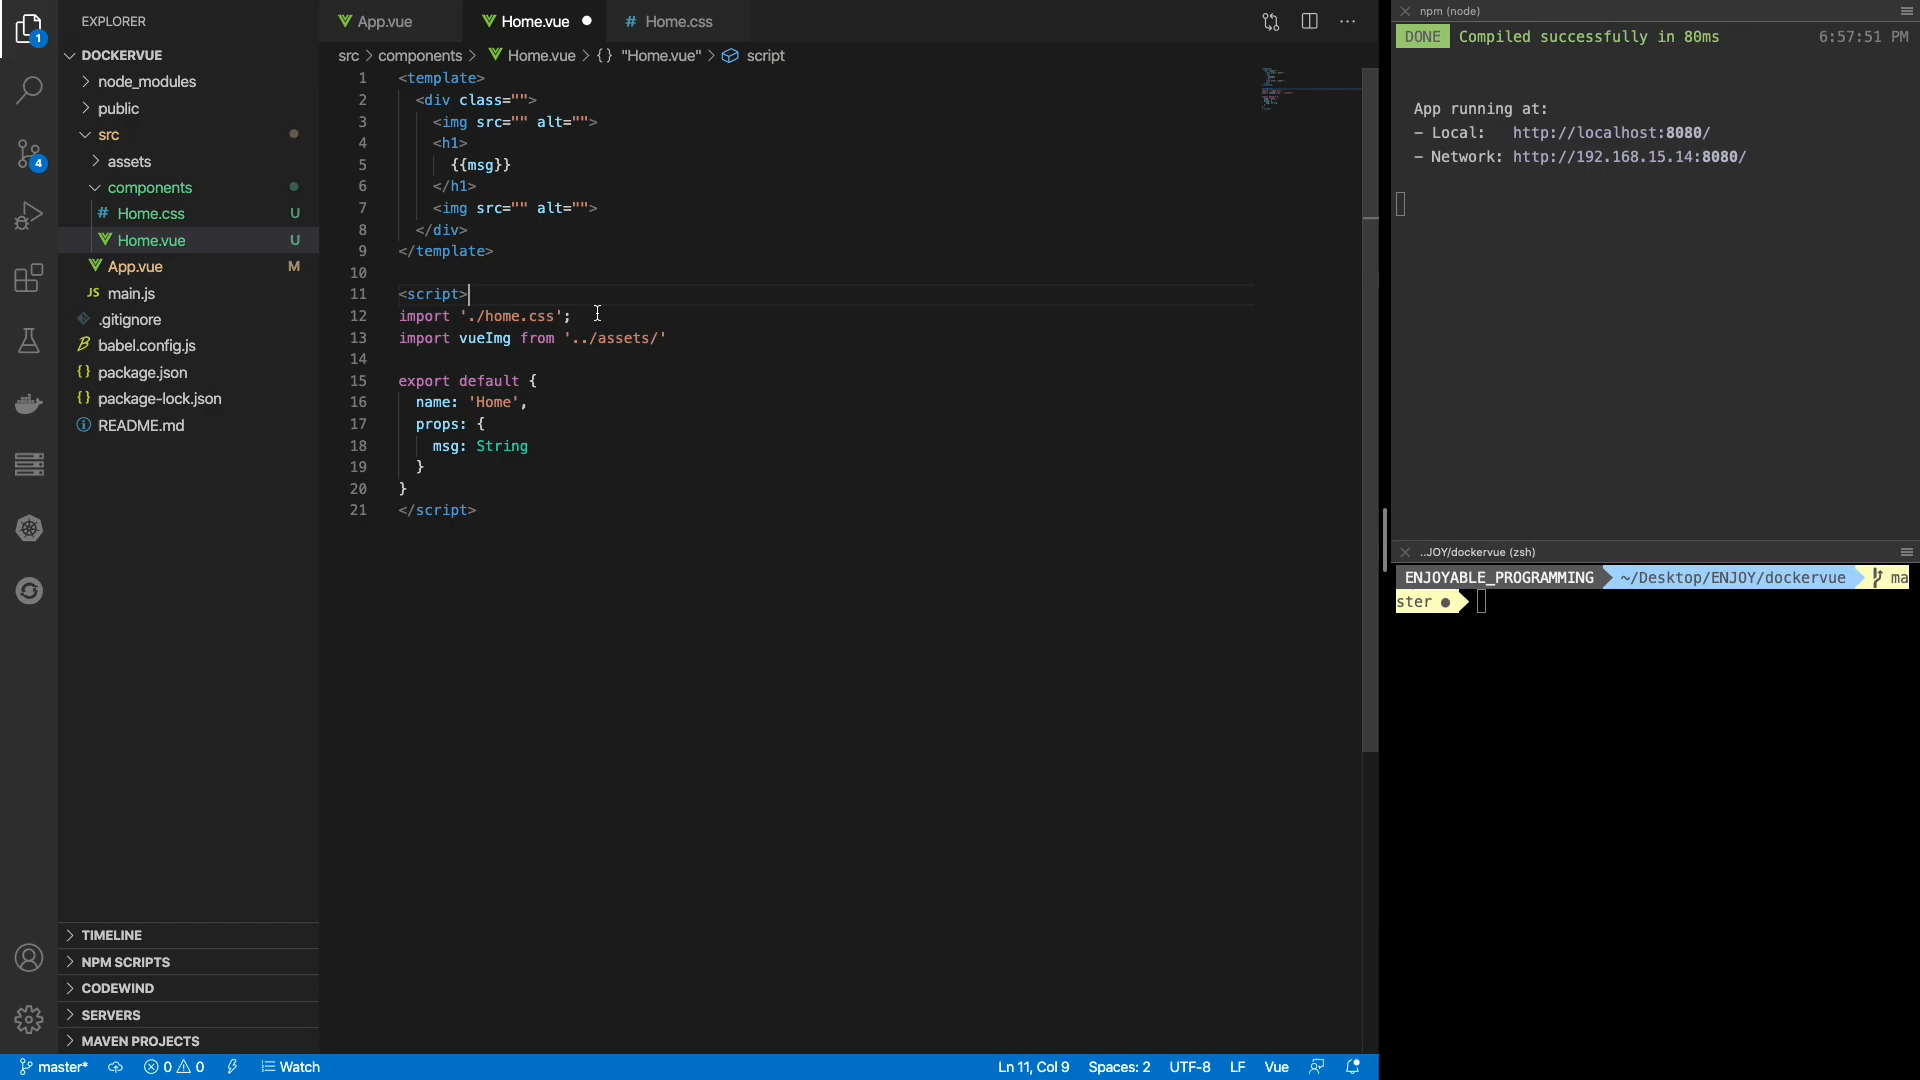 EXPLORER
DOCKERVUE
node_modules
public
src
assets
components
# Home.css U
Home.vue U
App.vue M
JS main.js
.gitignore
babel.config.js
{} package.json
{} package-lock.json
README.md
TIMELINE
NPM SCRIPTS
CODEWIND
SERVERS
MAVEN PROJECTS
1
4
App.vue
Home.vue
# Home.css
src > components > Home.vue > {} "Home.vue" > script
1 <template>
2 <div class="">
3 <img src="" alt="">
4 <h1>
5 {{msg}}
6 </h1>
7 <img src="" alt="">
8 </div>
9 </template>
10
11 <script>
12 import './home.css';
13 import vueImg from '../assets/'
14
15 export default {
16 name: 'Home',
17 props: {
18 msg: String
19 }
20 }
21 </script>
npm (node)
DONE Compiled successfully in 80ms 6:57:51 PM
App running at:
- Local: http://localhost:8080/
- Network: http://192.168.15.14:8080/
..JOY/dockervue (zsh)
ENJOYABLE_PROGRAMMING ~/Desktop/ENJOY/dockervue ma
ster ●
master* 0 0 Watch
Ln 11, Col 9 Spaces: 2 UTF-8 LF Vue